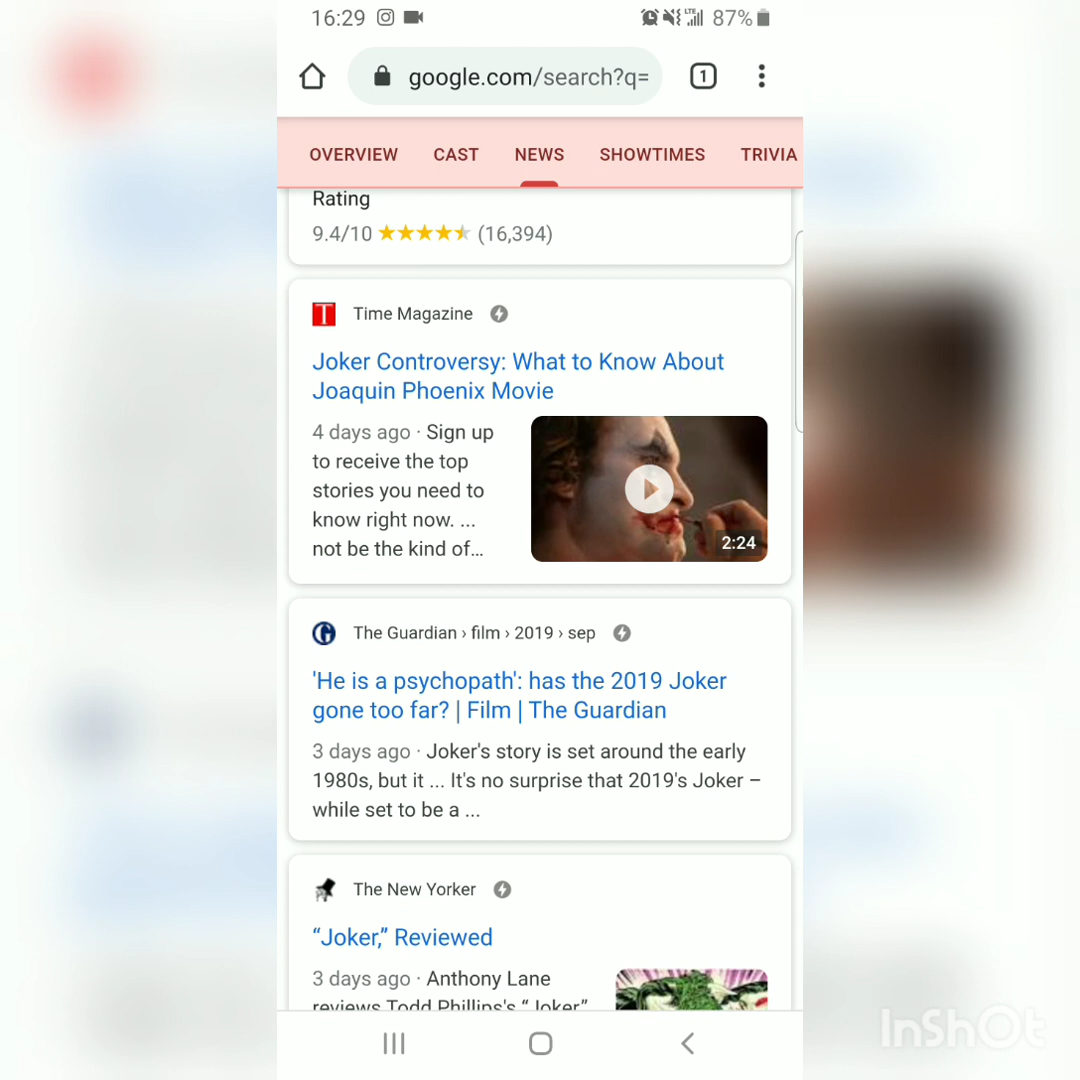 16:29 LTE 87%
google.com/search?q=
1
OVERVIEW CAST NEWS SHOWTIMES TRIVIA
Rating
9.4/10 (16,394)
T Time Magazine
Joker Controversy: What to Know About
Joaquin Phoenix Movie
4 days ago · Sign up
to receive the top
stories you need to
know right now. ...
not be the kind of...
2:24
The Guardian › film › 2019 › sep
'He is a psychopath': has the 2019 Joker
gone too far? | Film | The Guardian
3 days ago · Joker's story is set around the early
1980s, but it ... It's no surprise that 2019's Joker –
while set to be a ...
The New Yorker
“Joker,” Reviewed
3 days ago · Anthony Lane
reviews Todd Phillips's “Joker”
InShOt